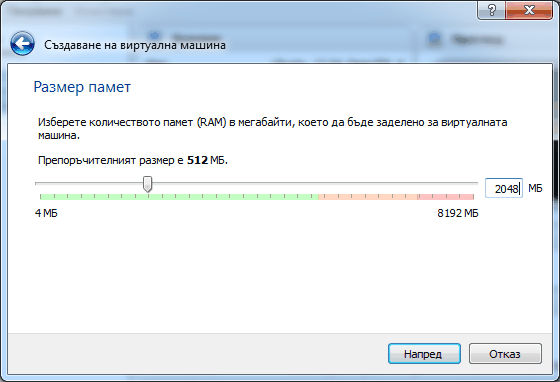 Създаване на виртуална машина
Размер памет
Изберете количеството памет (RAM) в мегабайти, което да бъде заделено за виртуалната
машина.
Препоръчителният размер е 512 МБ.
2048 МБ
4 МБ 8192 МБ
Напред Отказ